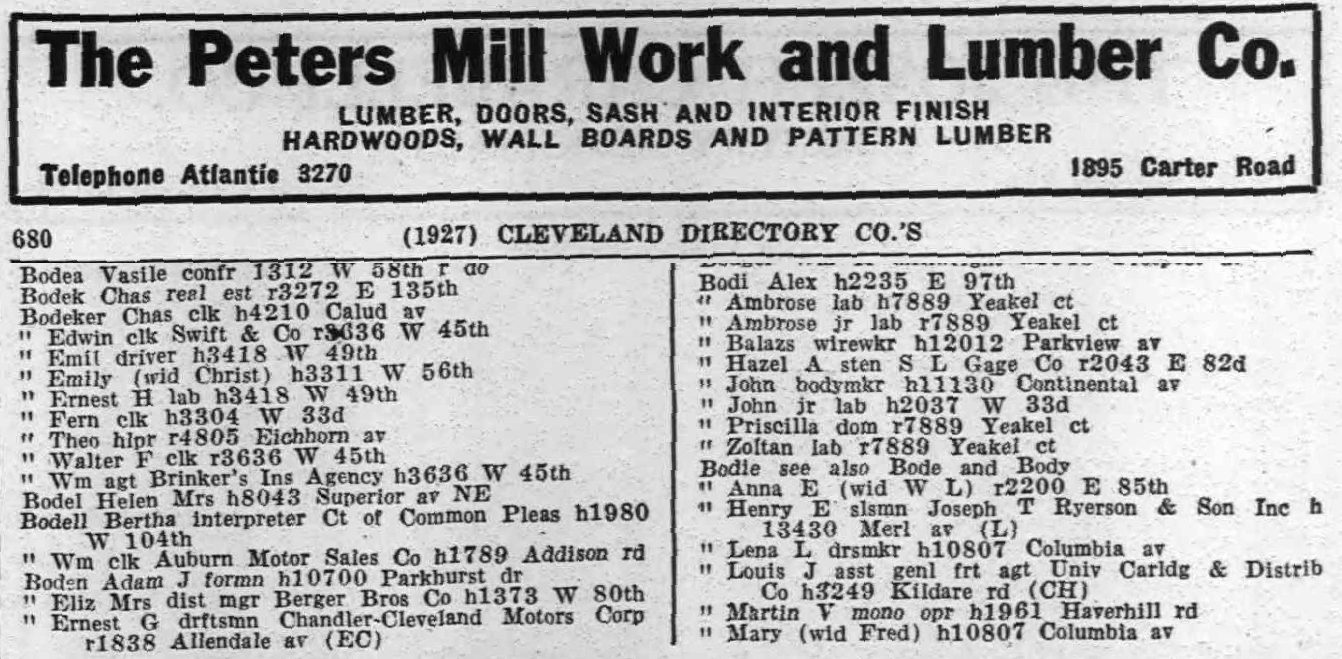 The Peters Mill Work and Lumber Co.
LUMBER, DOORS, SASH AND INTERIOR FINISH
HARDWOODS, WALL BOARDS AND PATTERN LUMBER
Telephone Atlantic 3270
1895 Carter Road
680
(1927) CLEVELAND DIRECTORY CO.'S
Bodea Vasile confr 1312 W 58th r do
Bodek Chas real est r3272 E 135th
Bodeker Chas clk h4210 Calud av
" Edwin clk Swift & Co r3636 W 45th
" Emil driver h3418 W 49th
" Emily (wid Christ) h3311 W 56th
" Ernest H lab h3418 W 49th
" Fern clk h3304 W 33d
" Theo hlpr r4805 Eichhorn av
" Walter F clk r3636 W 45th
" Wm agt Brinker's Ins Agency h3636 W 45th
Bodel Helen Mrs h8043 Superior av NE
Bodell Bertha interpreter Ct of Common Pleas h1980
W 104th
" Wm clk Auburn Motor Sales Co h1789 Addison rd
Boden Adam J formn h10700 Parkhurst dr
" Eliz Mrs dist mgr Berger Bros Co h1373 W 80th
" Ernest G drftsmn Chandler-Cleveland Motors Corp
r1838 Allendale av (EC)
Bodi Alex h2235 E 97th
" Ambrose lab h7889 Yeakel ct
" Ambrose jr lab r7889 Yeakel ct
" Balazs wirewkr h12012 Parkview av
" Hazel A sten S L Gage Co r2043 E 82d
" John bodymkr h11130 Continental av
" John jr lab h2037 W 33d
" Priscilla dom r7889 Yeakel ct
" Zoltan lab r7889 Yeakel ct
Bodie see also Bode and Body
" Anna E (wid W L) r2200 E 85th
" Henry E slsmn Joseph T Ryerson & Son Inc h
13430 Merl av (L)
" Lena L drsmkr h10807 Columbia av
" Louis J asst genl frt agt Univ Carldg & Distrib
Co h3249 Kildare rd (CH)
" Martin V mono opr h1961 Haverhill rd
" Mary (wid Fred) h10807 Columbia av